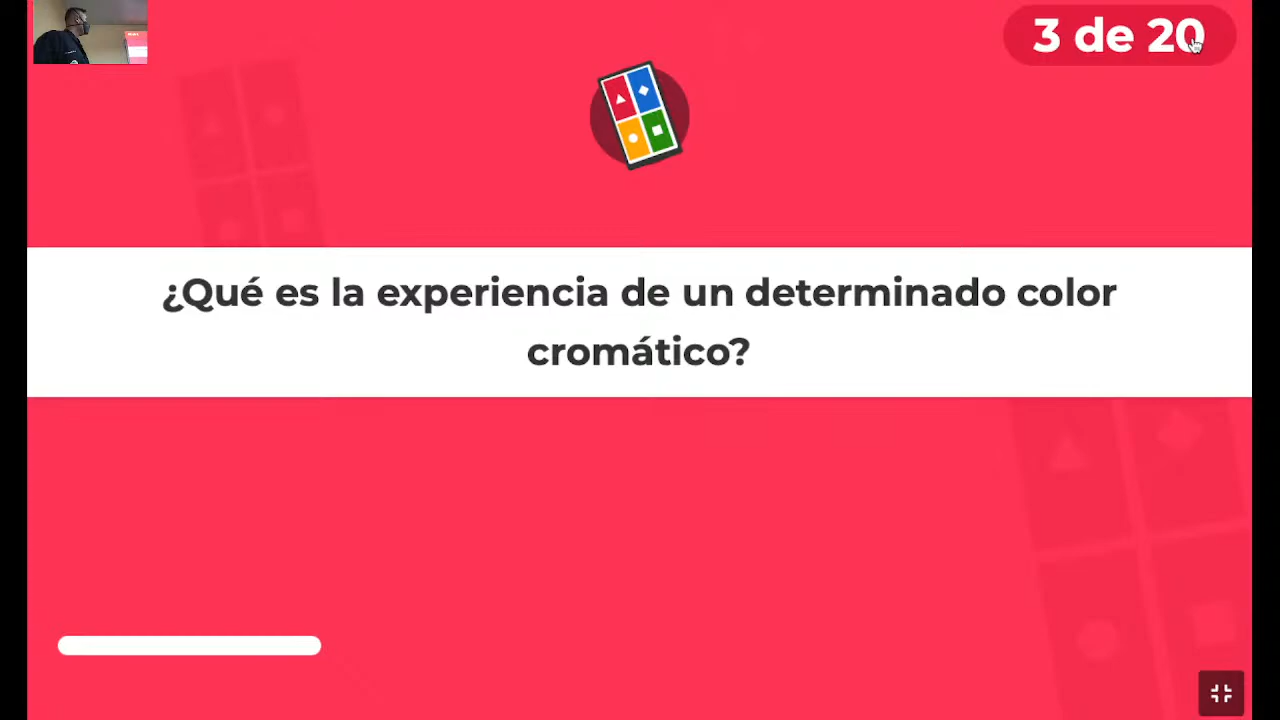 3 de 20
¿Qué es la experiencia de un determinado color
cromático?